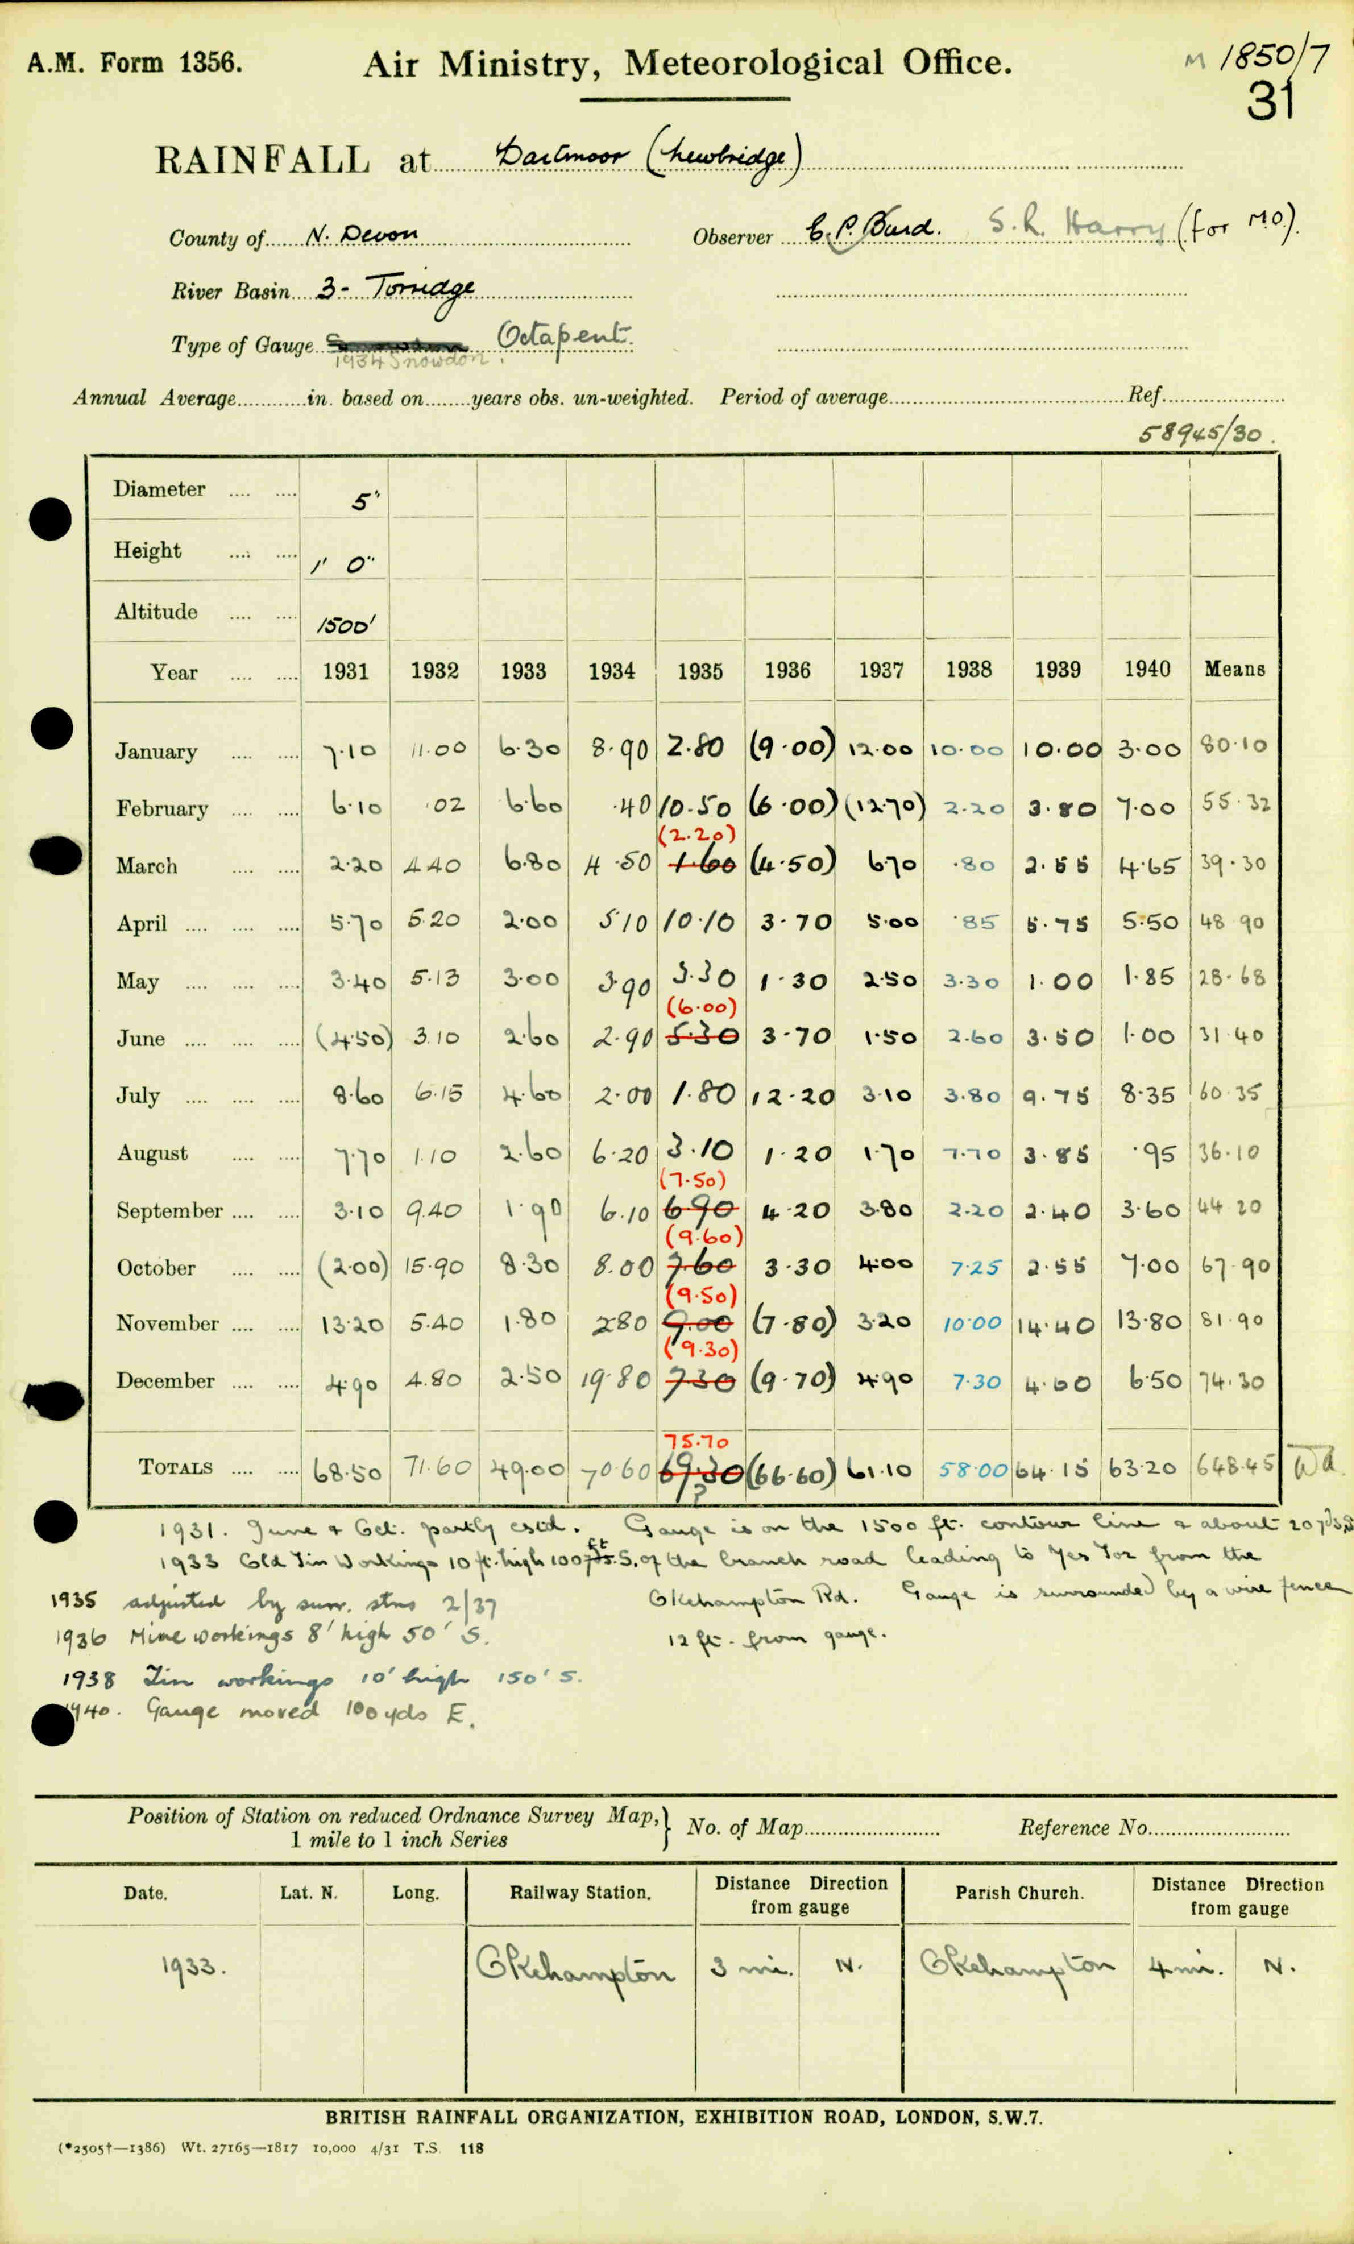 A.M. Form 1356. Air Ministry, Meteorological Office. M 1850/7
31
RAINFALL at Dartmoor (Newbridge)
County of N. Devon Observer C. P. Burd. S. R. Harry (for M.O.)
River Basin 3- Torridge
Type of Gauge Octapent
1934 Snowdon.
Annual Average in. based on years obs. un-weighted. Period of average Ref.
58945/30.
Diameter 5"
Height 1' 0"
Altitude 1500'
Year 1931 1932 1933 1934 1935 1936 1937 1938 1939 1940 Means
January 7.10 11.00 6.30 8.90 2.80 (9.00) 12.00 10.00 10.00 3.00 80.10
February 6.10 .02 6.60 .40 10.50 (6.00) (12.70) 2.20 3.80 7.00 55.32
(2.20)
March 2.20 4.40 6.80 4.50 1.60 (4.50) 6.70 .80 2.55 4.65 39.30
April 5.70 5.20 2.00 5.10 10.10 3.70 5.00 .85 5.75 5.50 48.90
May 3.40 5.13 3.00 3.90 3.30 1.30 2.50 3.30 1.00 1.85 28.68
(6.00)
June (4.50) 3.10 2.60 2.90 5.30 3.70 1.50 2.60 3.50 1.00 31.40
July 8.60 6.15 4.60 2.00 1.80 12.20 3.10 3.80 9.75 8.35 60.35
August 7.70 1.10 2.60 6.20 3.10 1.20 1.70 7.70 3.85 .95 36.10
(7.50)
September 3.10 9.40 1.90 6.10 6.90 4.20 3.80 2.20 2.40 3.60 44.20
(9.60)
October (2.00) 15.90 8.30 8.00 7.60 3.30 4.00 7.25 2.55 7.00 67.90
(9.50)
November 13.20 5.40 1.80 2.80 9.00 (7.80) 3.20 10.00 14.40 13.80 81.90
(9.30)
December 4.90 4.80 2.50 19.80 7.30 (9.70) 4.90 7.30 4.60 6.50 74.30
75.70
TOTALS 68.50 71.60 49.00 70.60 69.30 (66.60) 61.10 58.00 64.15 63.20 648.45 Wd
?
1931. June & Oct. partly estd. Gauge is on the 1500 ft. contour line & about 20 yds S
1933 Old Tin Workings 10 ft. high 100 ft S. of the branch road leading to Yes Tor from the
1935 adjusted by surr. stns 2/37 Okehampton Rd. Gauge is surrounded by a wire fence
1936 Mine workings 8' high 50' S. 12 ft. from gauge.
1938 Tin workings 10' high 150' S.
1940. Gauge moved 100 yds E.
Position of Station on reduced Ordnance Survey Map, 1 mile to 1 inch Series } No. of Map Reference No.
Date. Lat. N. Long. Railway Station. Distance Direction from gauge Parish Church. Distance Direction from gauge
1933. Okehampton 3 mi. N. Okehampton 4 mi. N.
BRITISH RAINFALL ORGANIZATION, EXHIBITION ROAD, LONDON, S.W.7.
(*2505†—1386) Wt. 27165—1817 10,000 4/31 T.S. 118